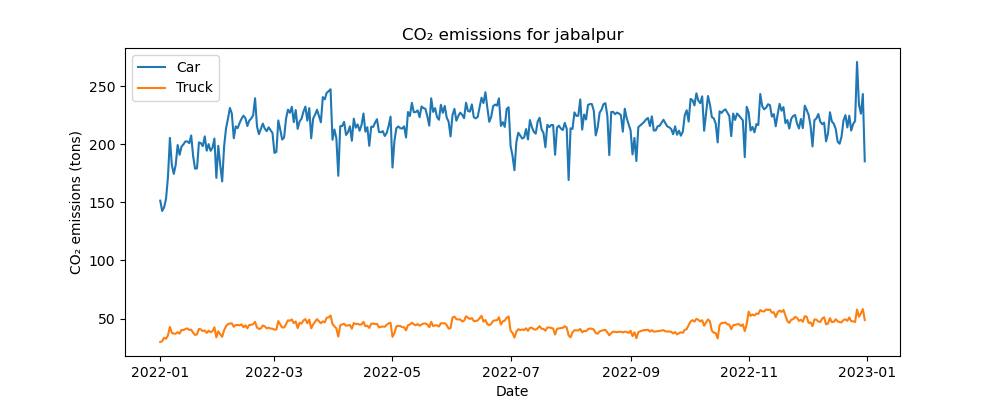 CO₂ emissions for jabalpur
Car
Truck
CO₂ emissions (tons)
250
200
150
100
50
2022-01
2022-03
2022-05
2022-07
2022-09
2022-11
2023-01
Date